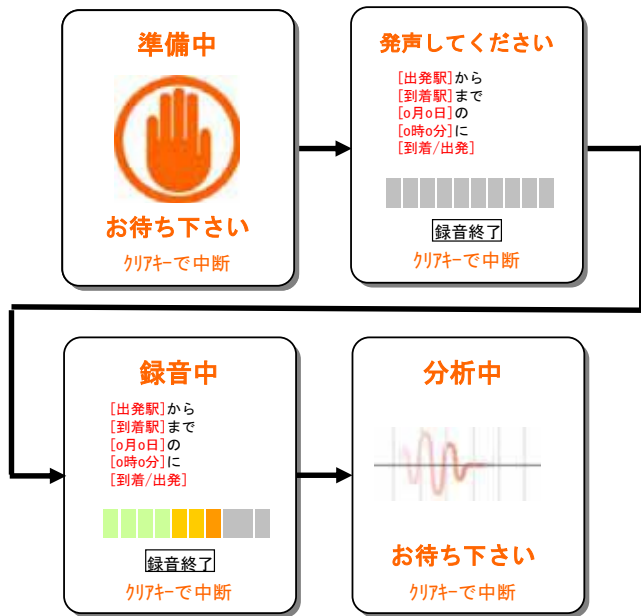 準備中
お待ち下さい
ｸﾘｱｷｰで中断
発声してください
[出発駅]から
[到着駅]まで
[o月o日]の
[o時o分]に
[到着/出発]
録音終了
ｸﾘｱｷｰで中断
録音中
[出発駅]から
[到着駅]まで
[o月o日]の
[o時o分]に
[到着/出発]
録音終了
ｸﾘｱｷｰで中断
分析中
お待ち下さい
ｸﾘｱｷｰで中断